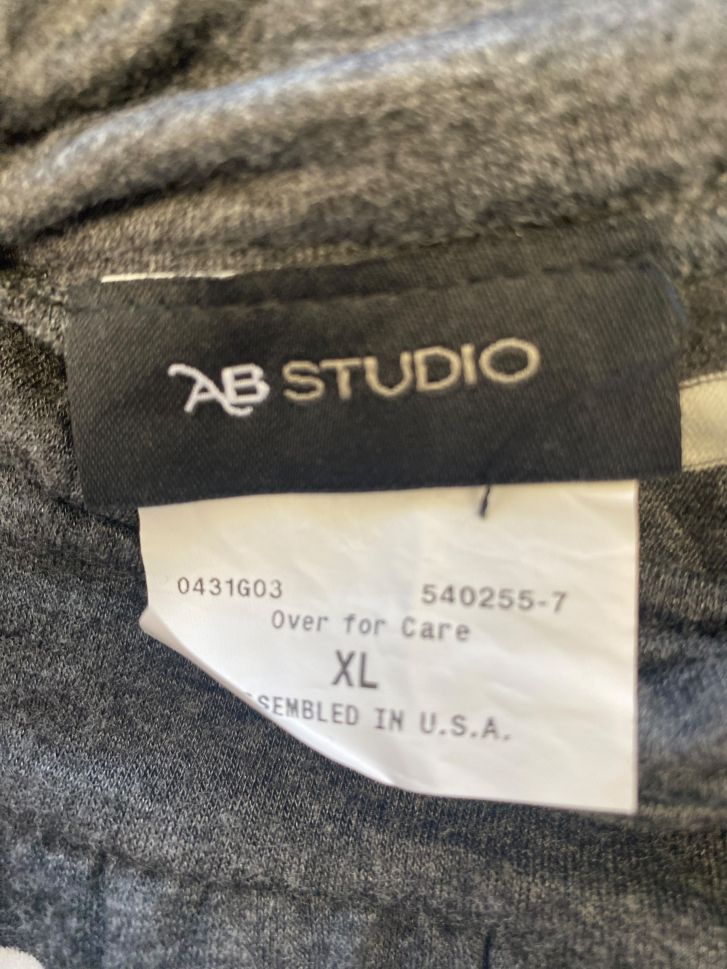 AB STUDIO
0431G03 540255-7
Over for Care
XL
SEMBLED IN U.S.A.